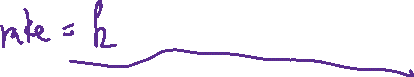 rate = h